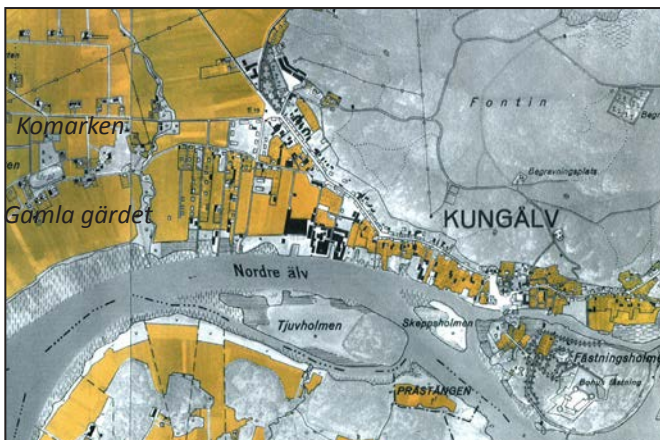 Fontin
Komarken
Begravningsplats
Gamla gärdet
KUNGÄLV
Nordre älv
Tjuvholmen
Skeppsholmen
Fästningsholm
Bohus fästning
PRÄSTÄNGEN